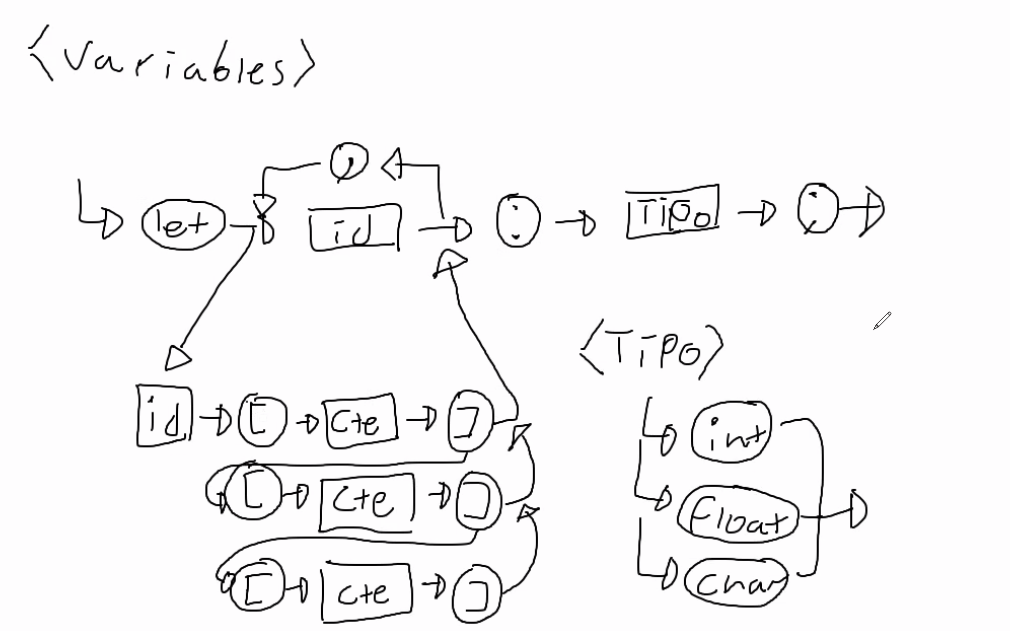 <Variables>
,
let id : Tipo ;
<Tipo>
id [ cte ]
int
[ cte ]
float
[ cte ]
char